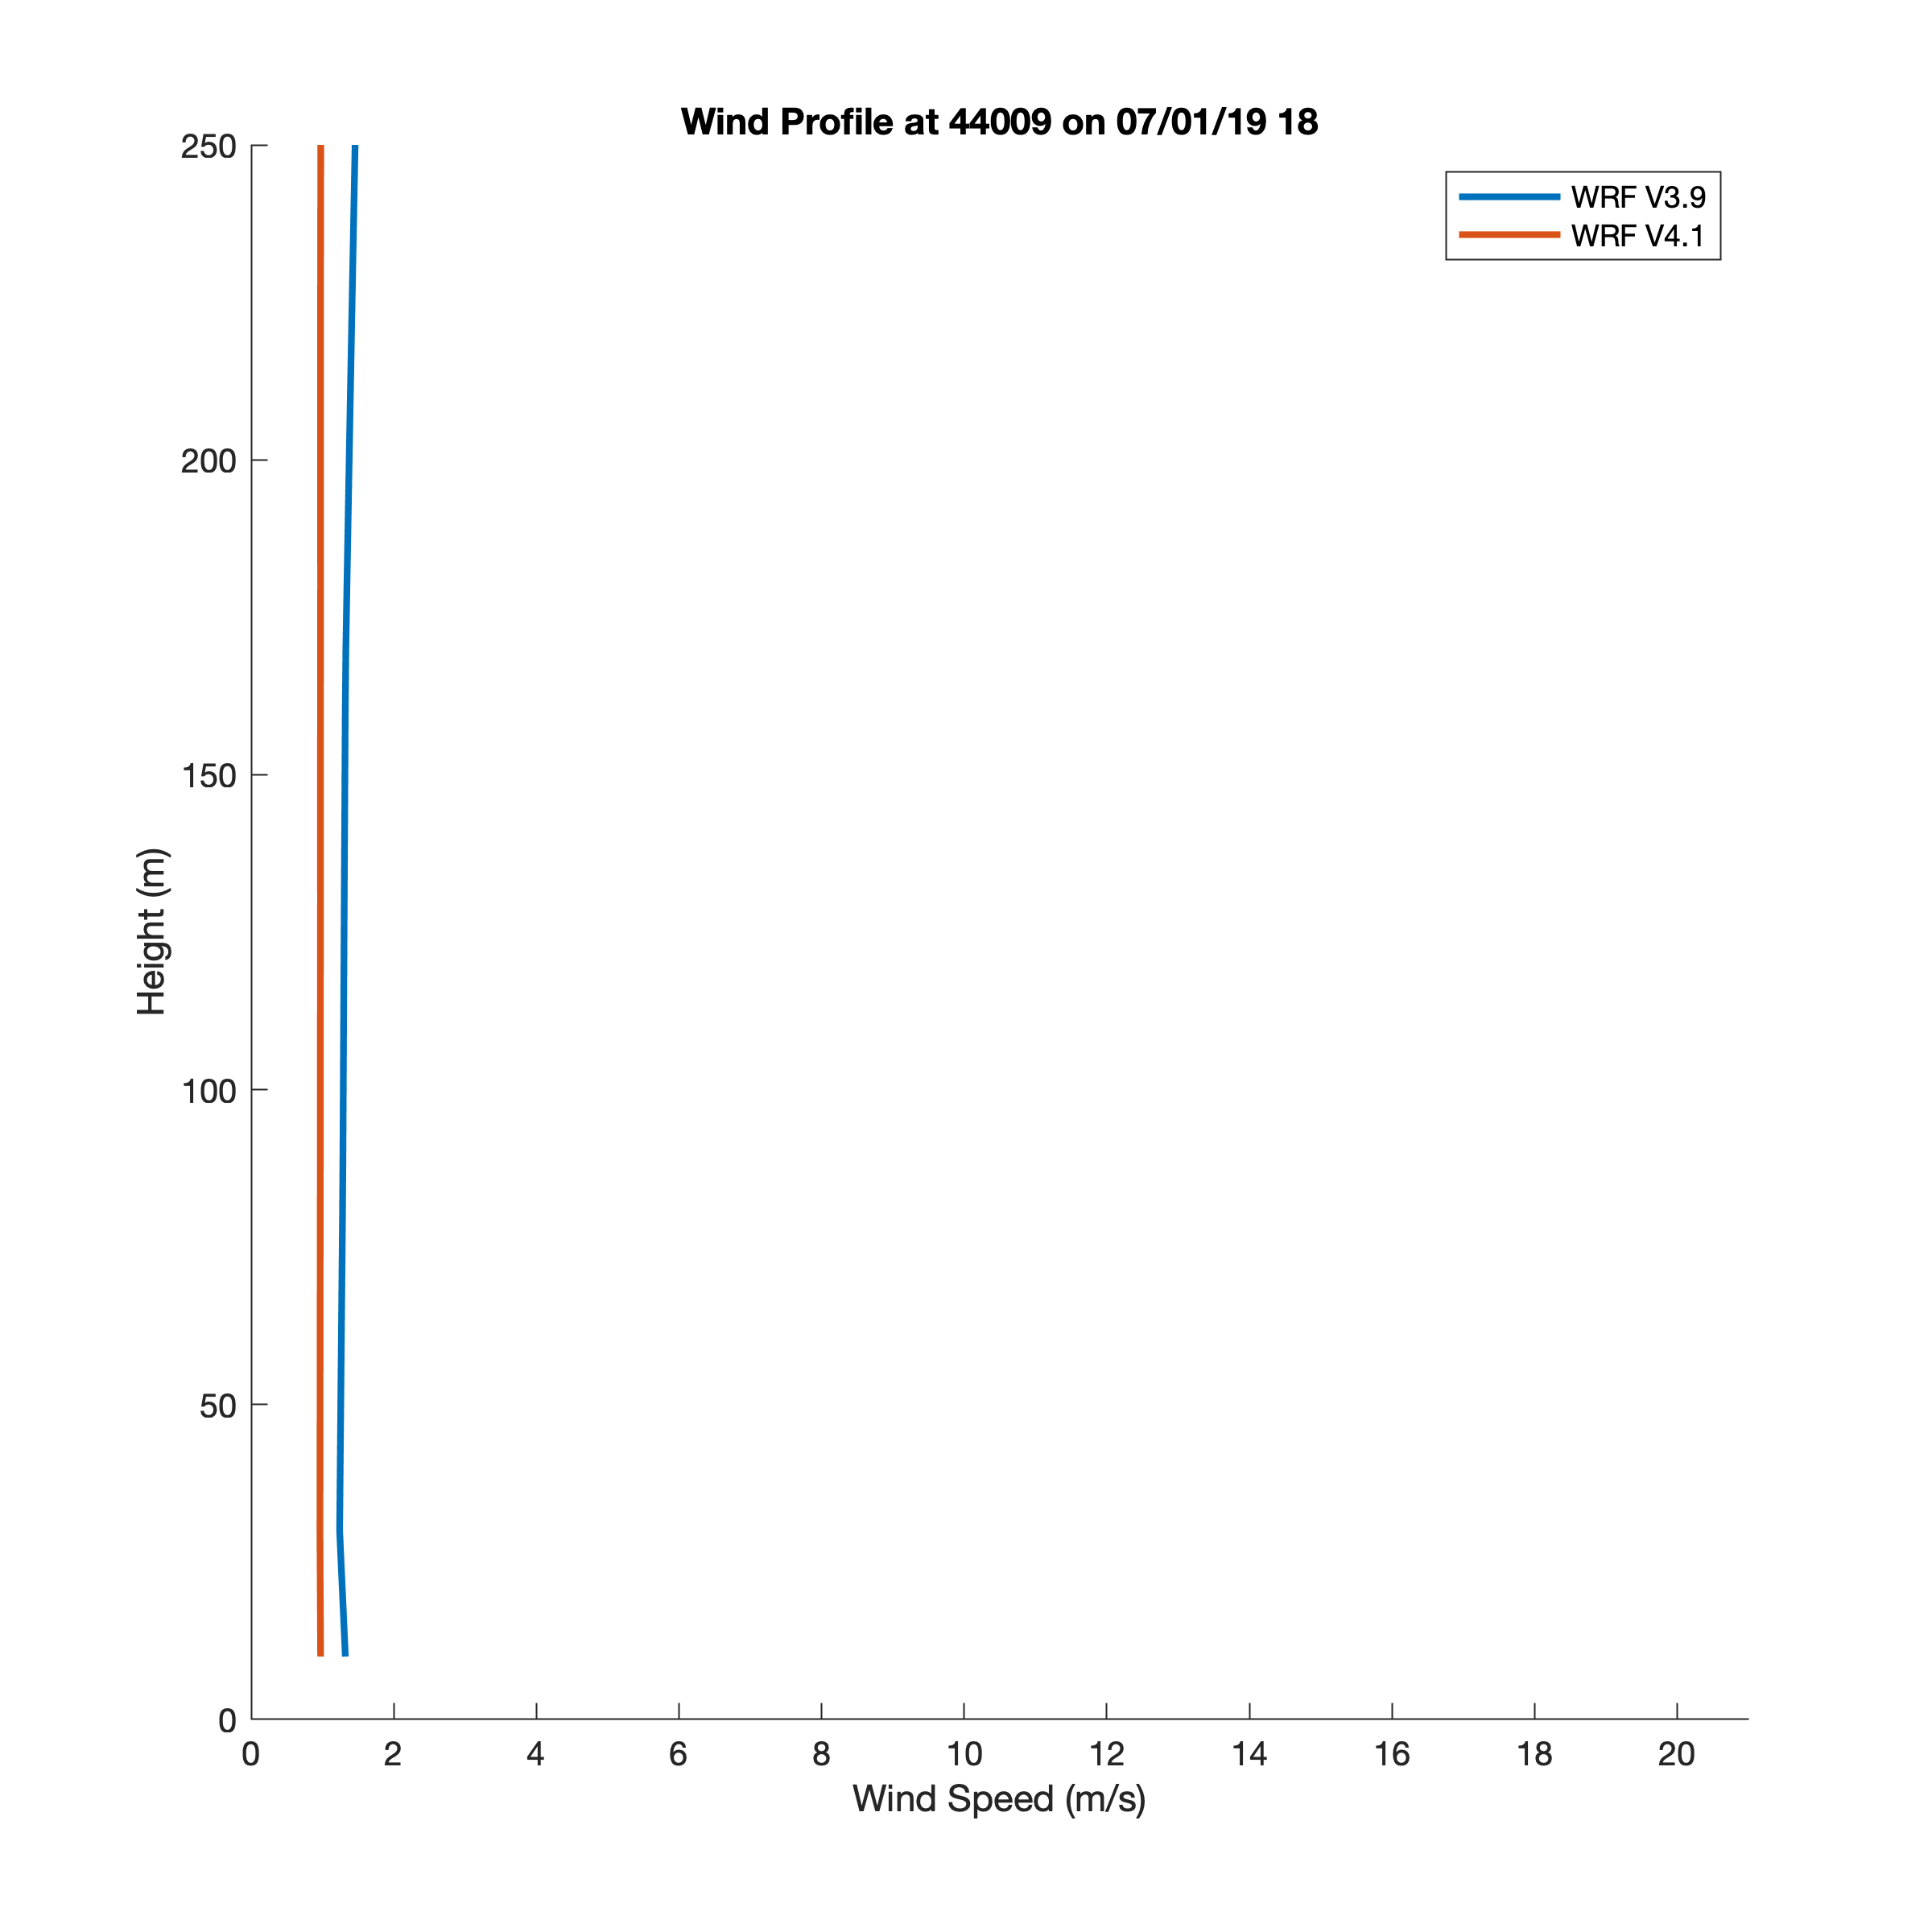 Wind Profile at 44009 on 07/01/19 18
WRF V3.9
WRF V4.1
250
200
150
100
50
0
Height (m)
0 2 4 6 8 10 12 14 16 18 20
Wind Speed (m/s)